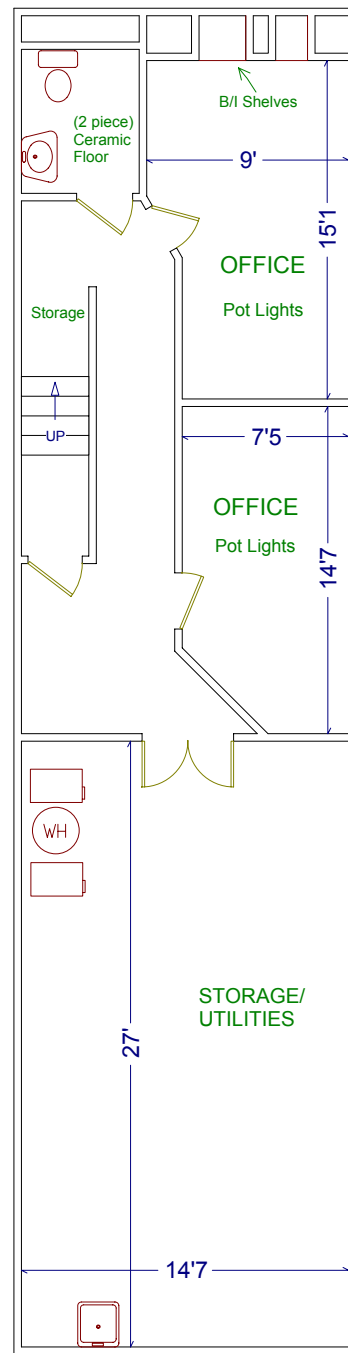 B/I Shelves
(2 piece)
Ceramic
Floor
9'
15'1
OFFICE
Pot Lights
Storage
UP
7'5
OFFICE
Pot Lights
14'7
WH
STORAGE/
UTILITIES
27'
14'7